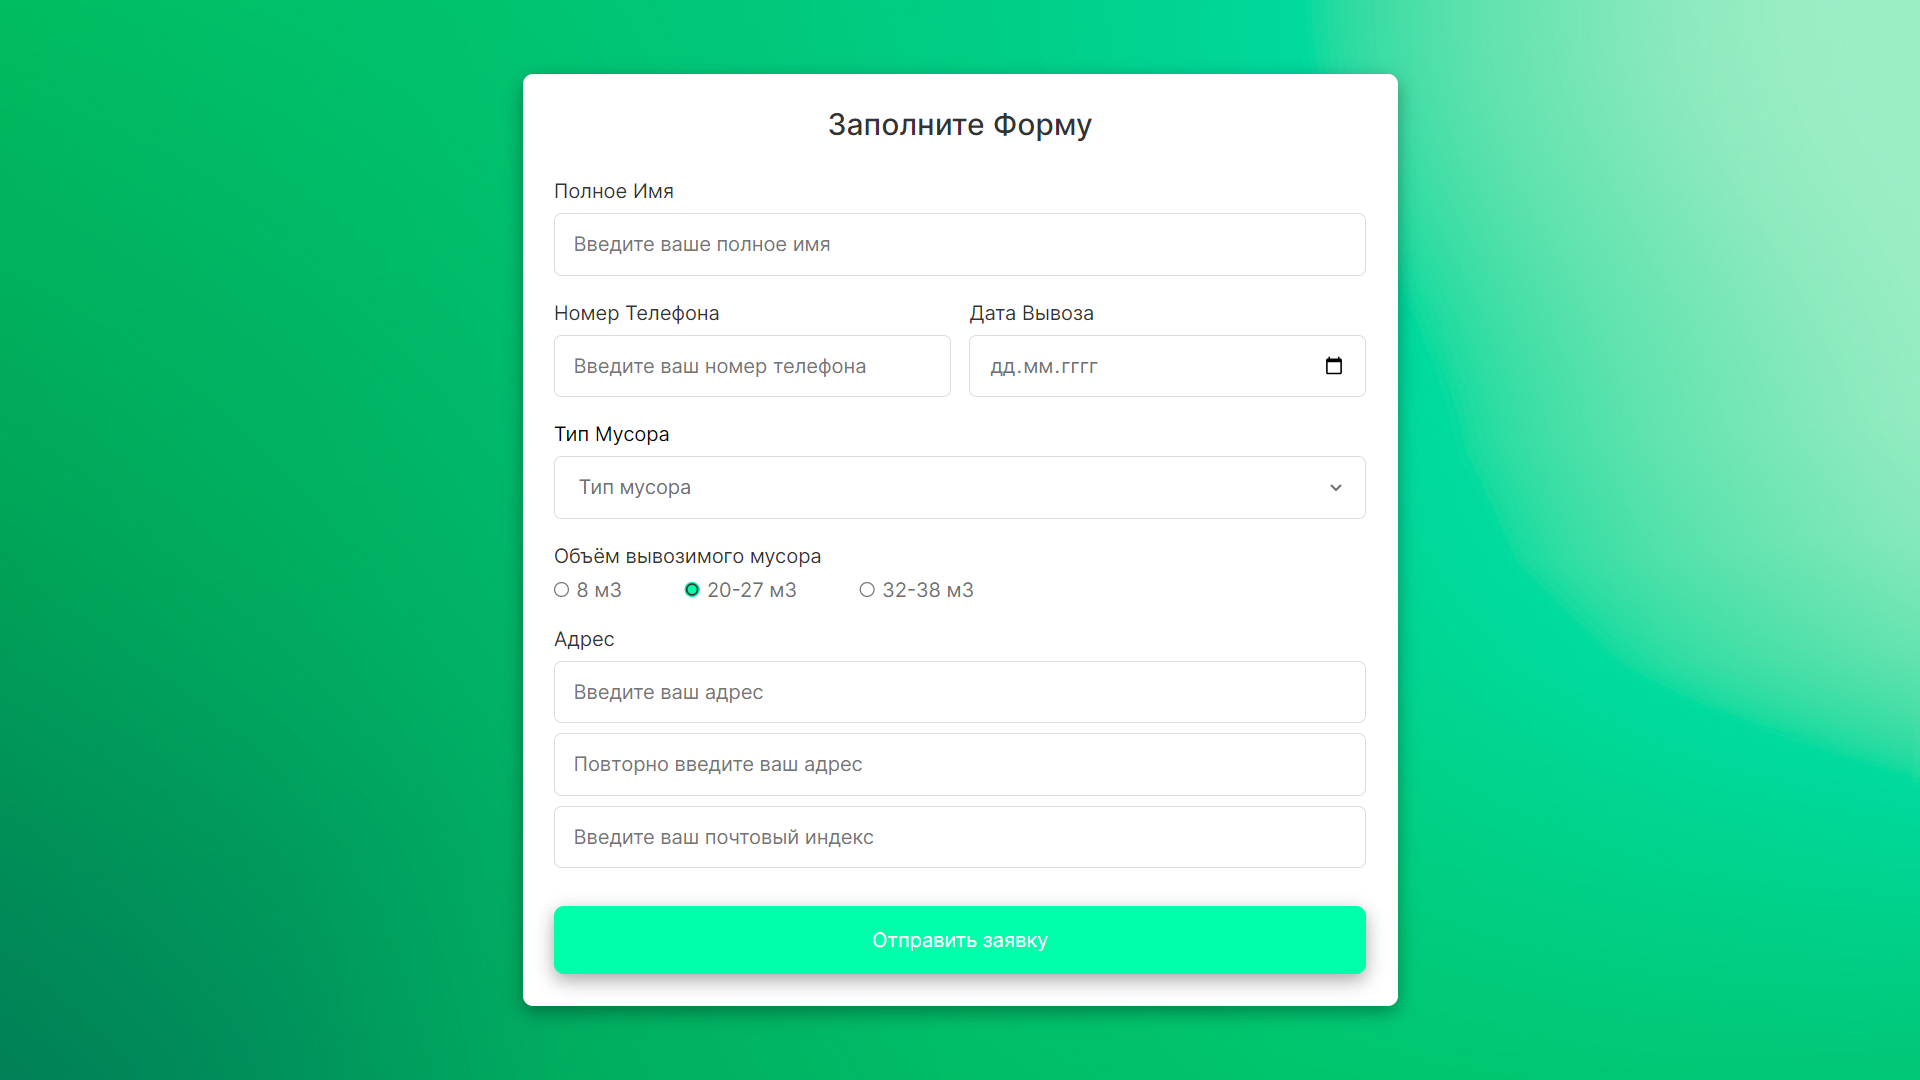 Заполните Форму
Полное Имя
Введите ваше полное имя
Номер Телефона
Дата Вывоза
Введите ваш номер телефона
дд.мм.гггг
Тип Мусора
Тип мусора
Объём вывозимого мусора
8 м3
20-27 м3
32-38 м3
Адрес
Введите ваш адрес
Повторно введите ваш адрес
Введите ваш почтовый индекс
Отправить заявку